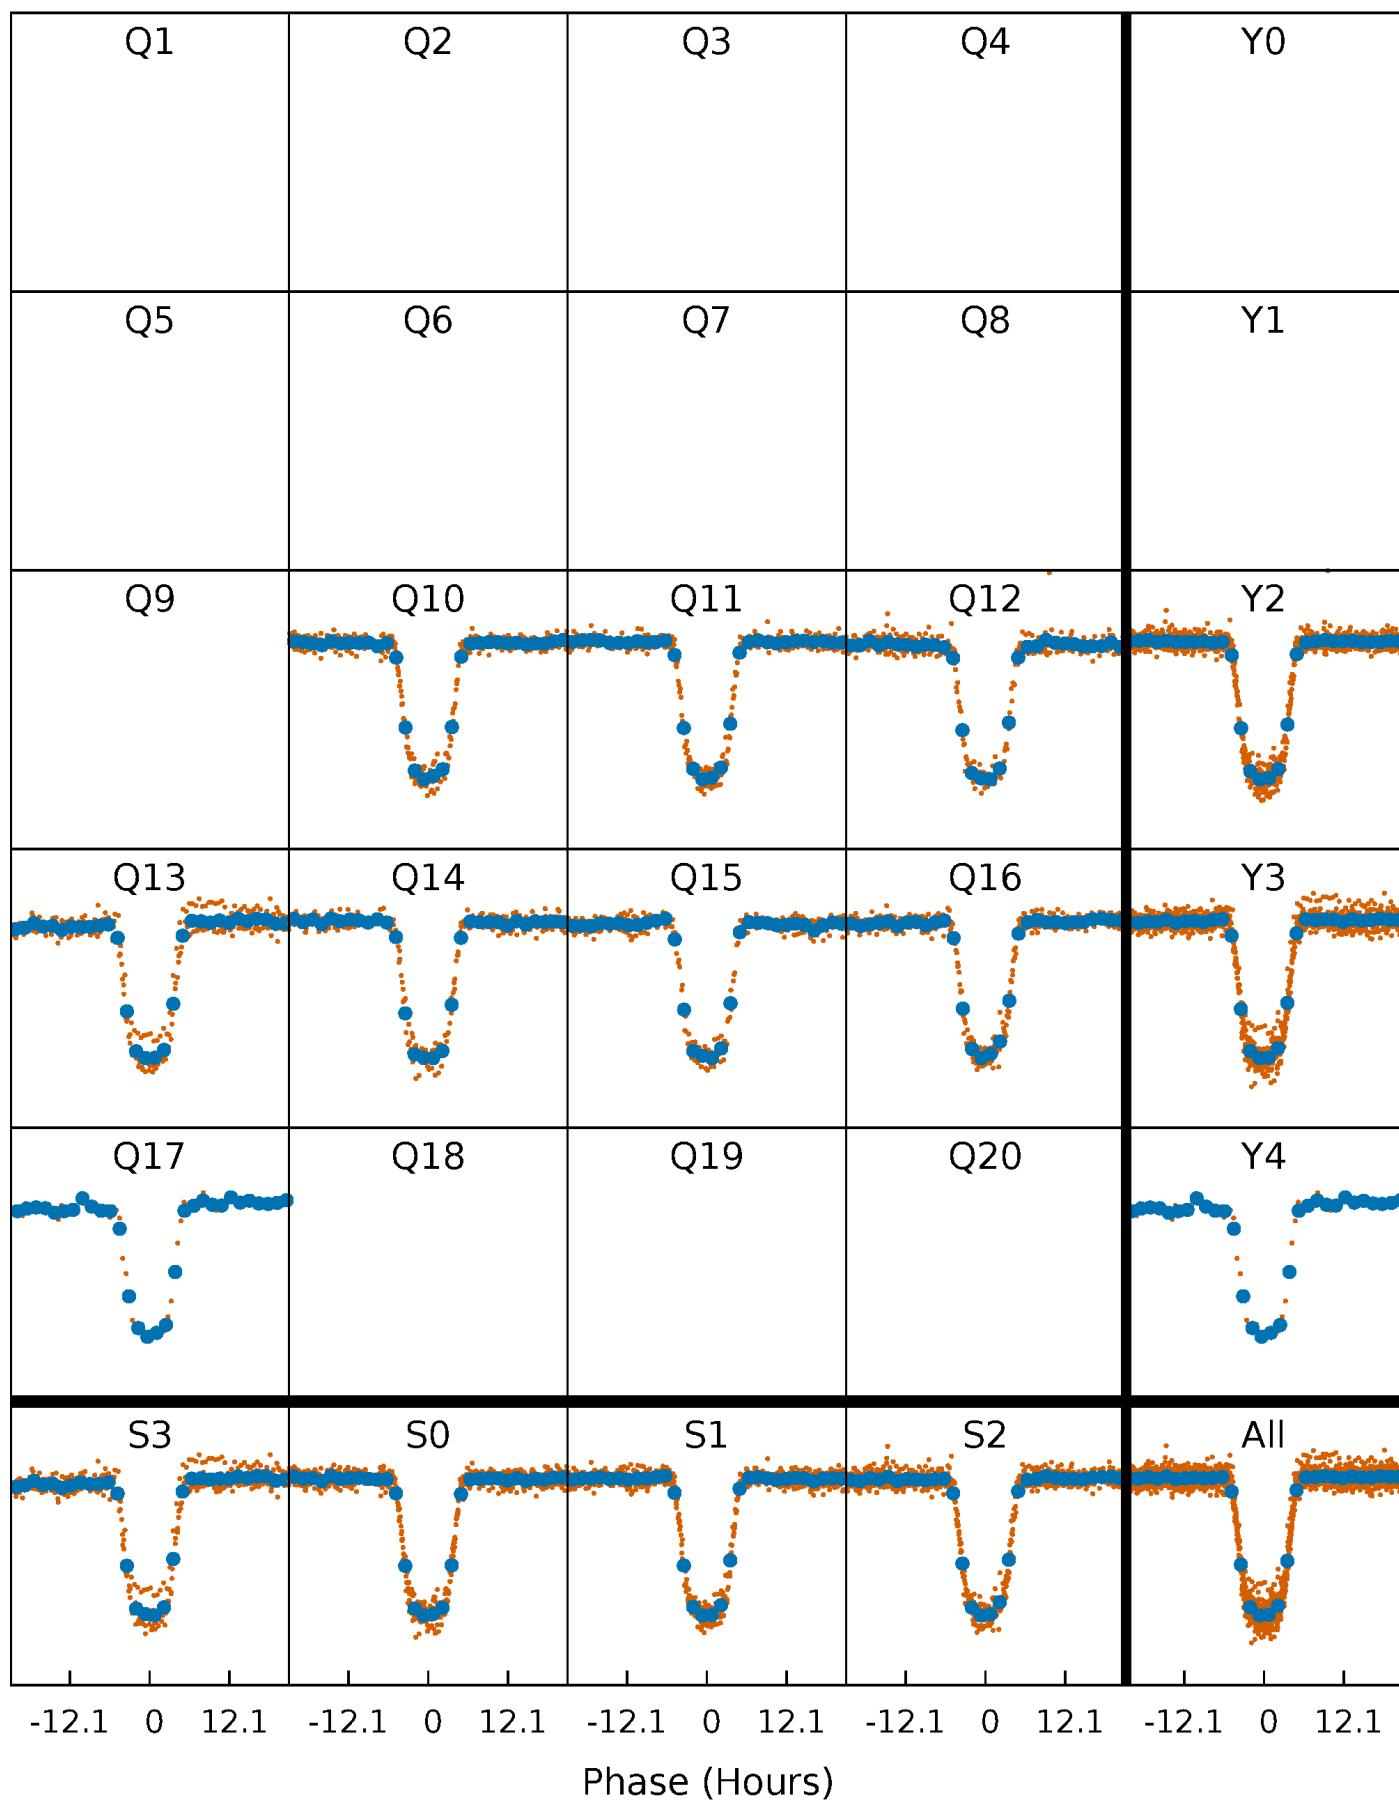 Q1 Q2 Q3 Q4 Y0
Q5 Q6 Q7 Q8 Y1
Q9 Q10 Q11 Q12 Y2
Q13 Q14 Q15 Q16 Y3
Q17 Q18 Q19 Q20 Y4
S3 S0 S1 S2 All
-12.1 0 12.1 -12.1 0 12.1 -12.1 0 12.1 -12.1 0 12.1 -12.1 0 12.1
Phase (Hours)